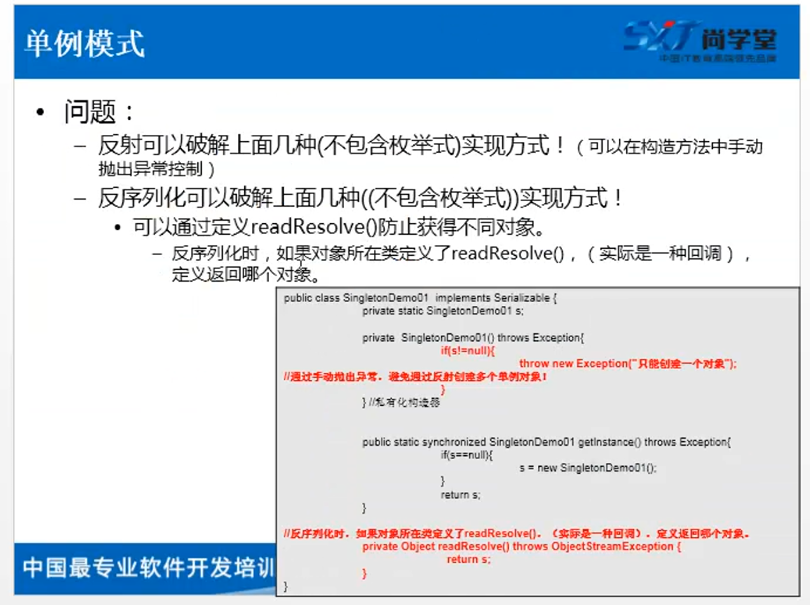 单例模式
SXT 尚学堂
中国IT教育高端领先品牌
• 问题：
– 反射可以破解上面几种(不包含枚举式)实现方式！（可以在构造方法中手动
抛出异常控制）
– 反序列化可以破解上面几种((不包含枚举式))实现方式！
• 可以通过定义readResolve()防止获得不同对象。
– 反序列化时，如果对象所在类定义了readResolve()，（实际是一种回调），
定义返回哪个对象。
public class SingletonDemo01 implements Serializable {
private static SingletonDemo01 s;
private SingletonDemo01() throws Exception{
if(s!=null){
throw new Exception("只能创建一个对象");
//通过手动抛出异常，避免通过反射创建多个单例对象！
}
} //私有化构造器
public static synchronized SingletonDemo01 getInstance() throws Exception{
if(s==null){
s = new SingletonDemo01();
}
return s;
}
//反序列化时，如果对象所在类定义了readResolve()，（实际是一种回调），定义返回哪个对象。
private Object readResolve() throws ObjectStreamException {
return s;
}
}
中国最专业软件开发培训